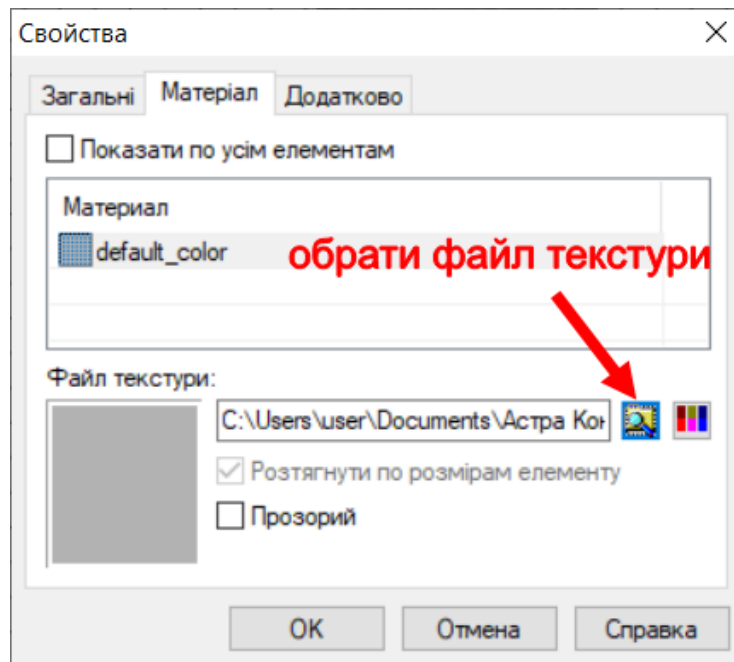 Свойства
Загальні Матеріал Додатково
Показати по усім елементам
Материал
default_color
обрати файл текстури
Файл текстури:
C:\Users\user\Documents\Астра Кон
Розтягнути по розмірам елементу
Прозорий
OK Отмена Справка